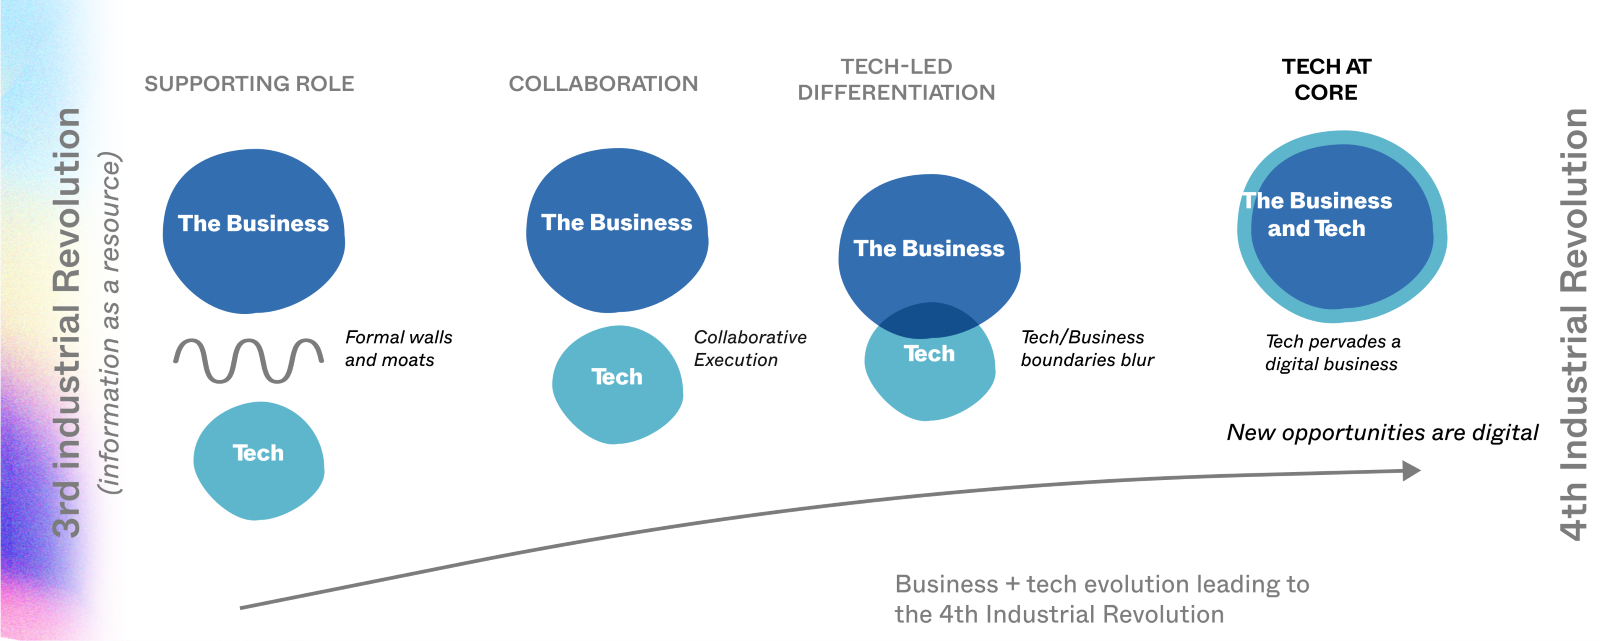 3rd industrial Revolution
(information as a resource)
SUPPORTING ROLE
The Business
Formal walls
and moats
Tech
COLLABORATION
The Business
Collaborative
Execution
Tech
TECH-LED
DIFFERENTIATION
The Business
Tech
Tech/Business
boundaries blur
TECH AT
CORE
The Business
and Tech
Tech pervades a
digital business
New opportunities are digital
Business + tech evolution leading to
the 4th Industrial Revolution
4th Industrial Revolution